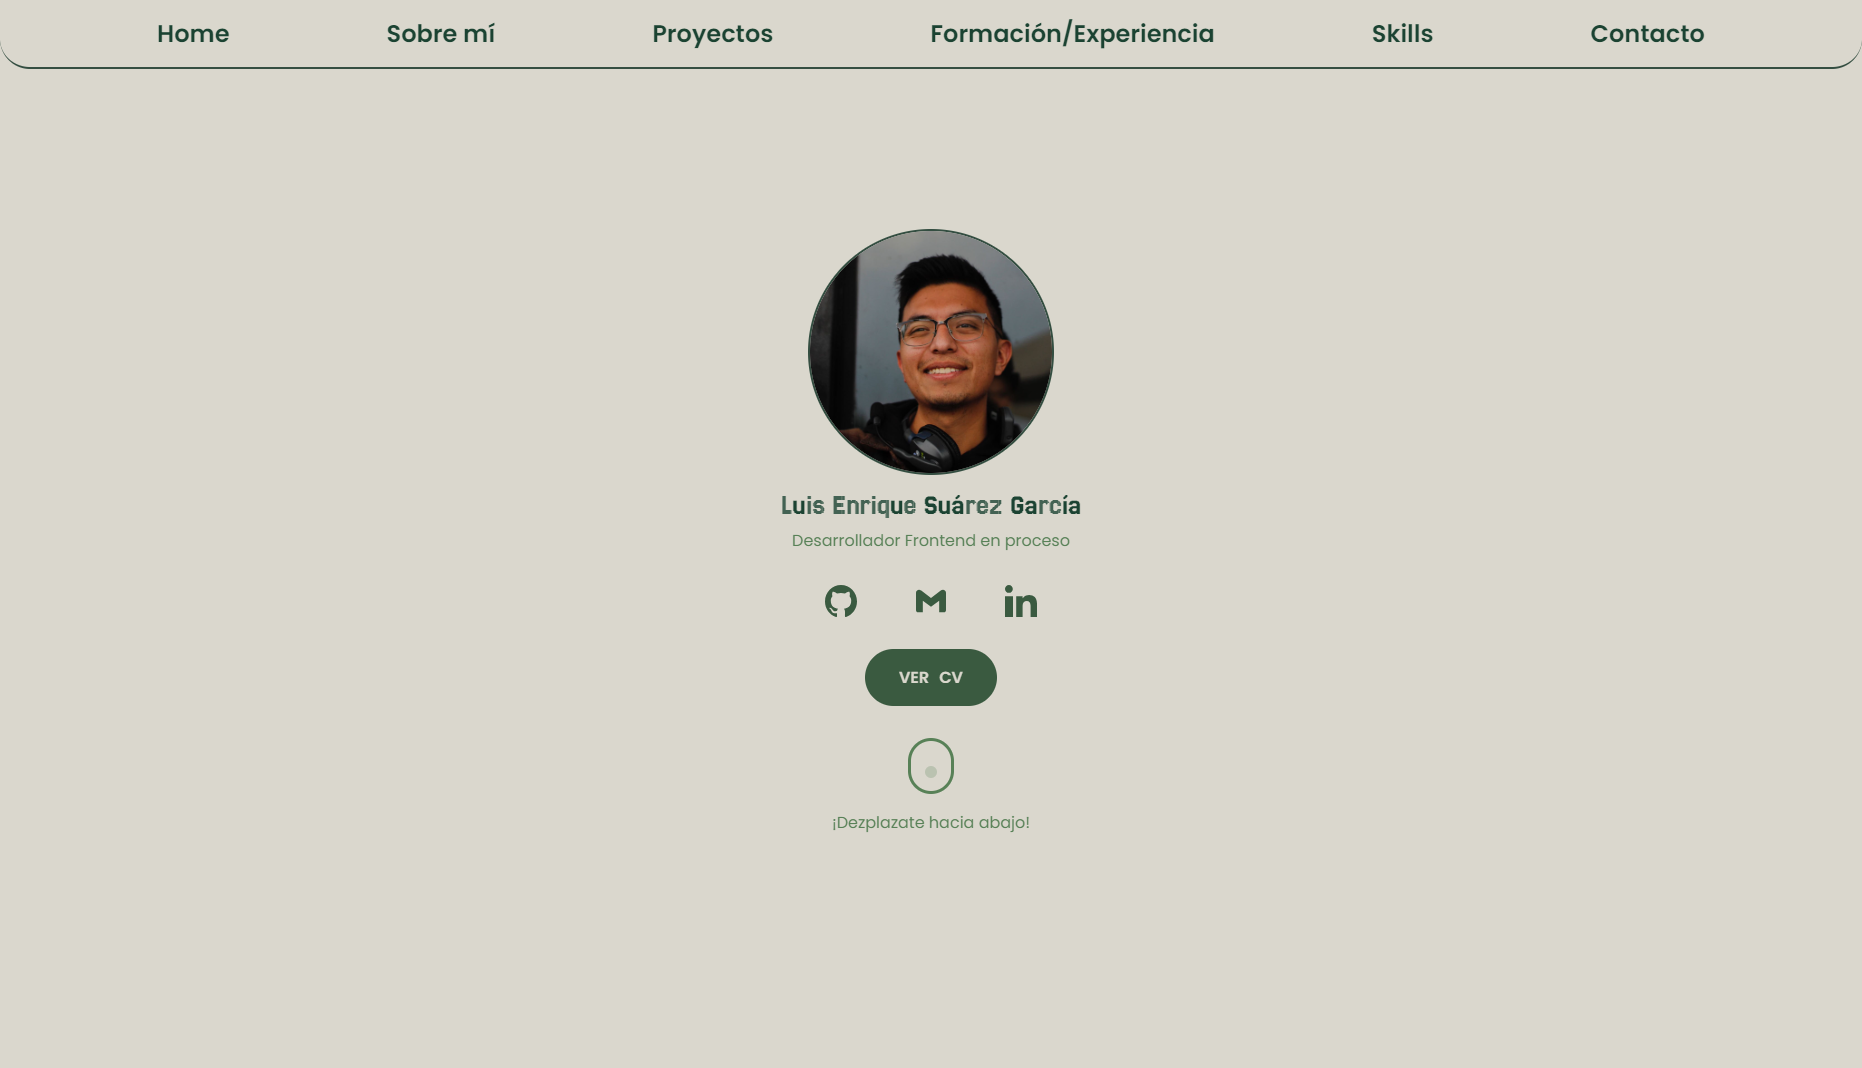 Home Sobre mí Proyectos Formación/Experiencia Skills Contacto
Luis Enrique Suárez García
Desarrollador Frontend en proceso
VER CV
¡Dezplazate hacia abajo!